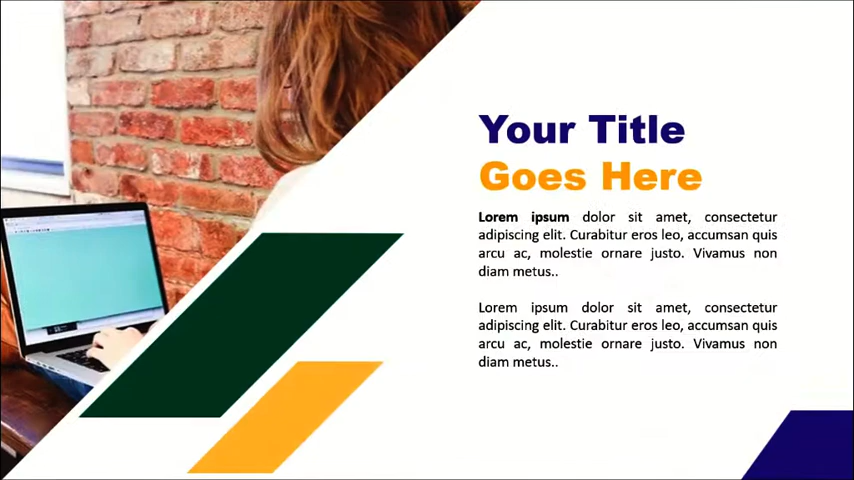 Your Title
Goes Here
Lorem ipsum dolor sit amet, consectetur
adipiscing elit. Curabitur eros leo, accumsan quis
arcu ac, molestie ornare justo. Vivamus non
diam metus..
Lorem ipsum dolor sit amet, consectetur
adipiscing elit. Curabitur eros leo, accumsan quis
arcu ac, molestie ornare justo. Vivamus non
diam metus..